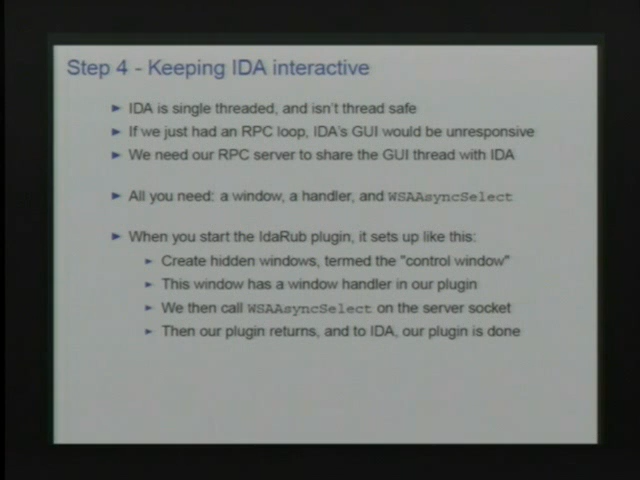 Step 4 - Keeping IDA interactive
IDA is single threaded, and isn't thread safe
If we just had an RPC loop, IDA's GUI would be unresponsive
We need our RPC server to share the GUI thread with IDA
All you need: a window, a handler, and WSAAsyncSelect
When you start the IdaRub plugin, it sets up like this:
Create hidden windows, termed the "control window"
This window has a window handler in our plugin
We then call WSAAsyncSelect on the server socket
Then our plugin returns, and to IDA, our plugin is done